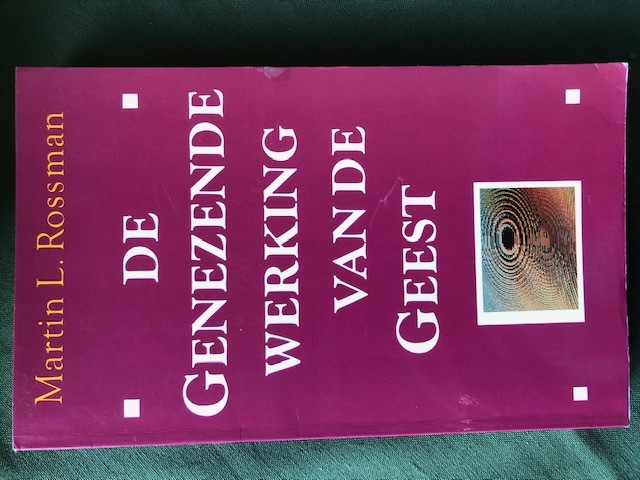 Martin L. Rossman
DE
GENEZENDE
WERKING
VAN DE
GEEST